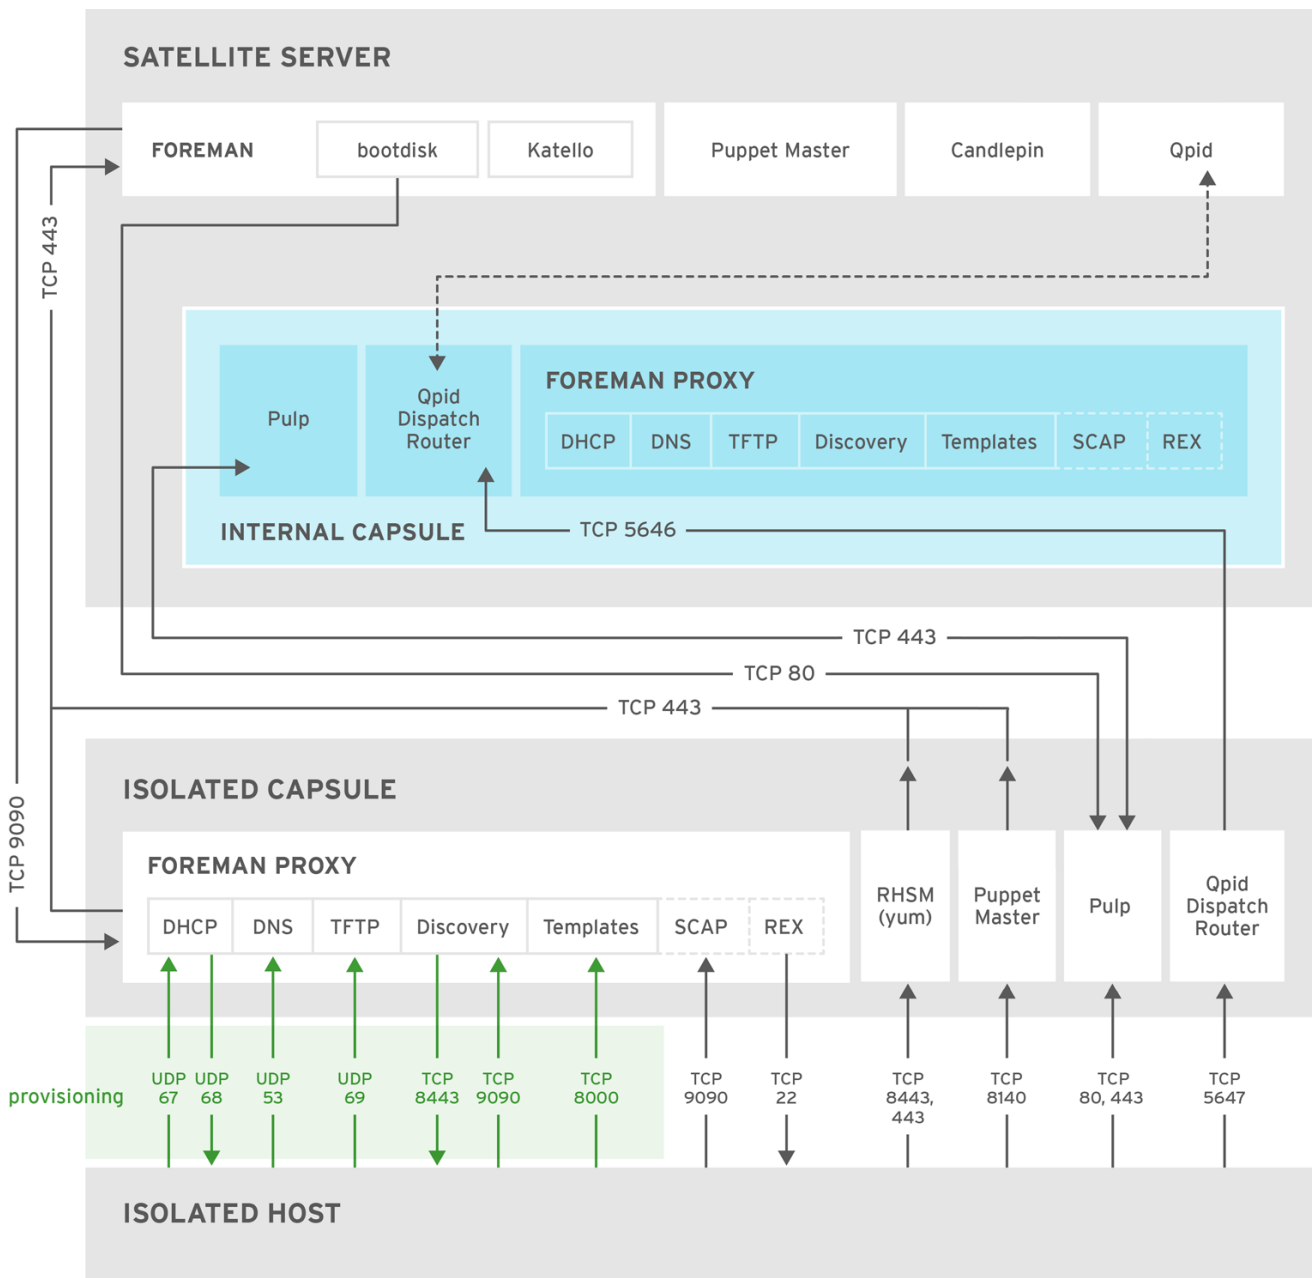 SATELLITE SERVER
FOREMAN
bootdisk
Katello
Puppet Master
Candlepin
Qpid
TCP 443
Pulp
Qpid
Dispatch
Router
FOREMAN PROXY
DHCP
DNS
TFTP
Discovery
Templates
SCAP
REX
INTERNAL CAPSULE
TCP 5646
TCP 443
TCP 80
TCP 443
TCP 9090
ISOLATED CAPSULE
FOREMAN PROXY
DHCP
DNS
TFTP
Discovery
Templates
SCAP
REX
RHSM
(yum)
Puppet
Master
Pulp
Qpid
Dispatch
Router
provisioning
UDP
67
UDP
68
UDP
53
UDP
69
TCP
8443
TCP
9090
TCP
8000
TCP
9090
TCP
22
TCP
8443,
443
TCP
8140
TCP
80, 443
TCP
5647
ISOLATED HOST